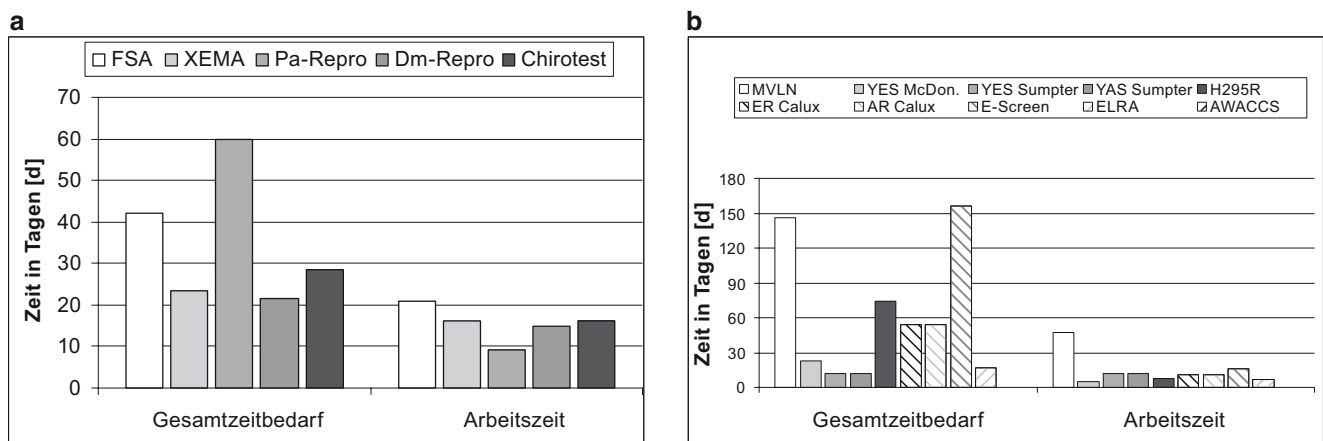 a
FSA XEMA Pa-Repro Dm-Repro Chirotest
Zeit in Tagen [d]
70
60
50
40
30
20
10
0
Gesamtzeitbedarf Arbeitszeit
b
MVLN YES McDon. YES Sumpter YAS Sumpter H295R
ER Calux AR Calux E-Screen ELRA AWACCS
Zeit in Tagen [d]
180
150
120
90
60
30
0
Gesamtzeitbedarf Arbeitszeit